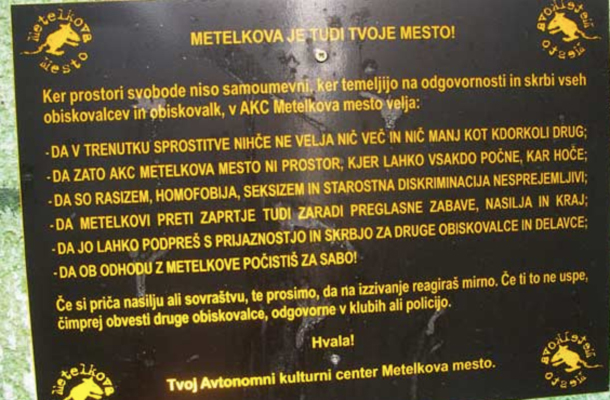 Metelkova mesto
Metelkova mesto
METELKOVA JE TUDI TVOJE MESTO!
Ker prostori svobode niso samoumevni, ker temeljijo na odgovornosti in skrbi vseh
obiskovalcev in obiskovalk, v AKC Metelkova mesto velja:
-DA V TRENUTKU SPROSTITVE NIHČE NE VELJA NIČ VEČ IN NIČ MANJ KOT KDORKOLI DRUG;
-DA ZATO AKC METELKOVA MESTO NI PROSTOR, KJER LAHKO VSAKDO POČNE, KAR HOČE;
-DA SO RASIZEM, HOMOFOBIJA, SEKSIZEM IN STAROSTNA DISKRIMINACIJA NESPREJEMLJIVI;
-DA METELKOVI PRETI ZAPRTJE TUDI ZARADI PREGLASNE ZABAVE, NASILJA IN KRAJ;
-DA JO LAHKO PODPREŠ S PRIJAZNOSTJO IN SKRBJO ZA DRUGE OBISKOVALCE IN DELAVCE;
-DA OB ODHODU Z METELKOVE POČISTIŠ ZA SABO!
Če si priča nasilju ali sovraštvu, te prosimo, da na izzivanje reagiraš mirno. Če ti to ne uspe,
čimprej obvesti druge obiskovalce, odgovorne v klubih ali policijo.
Hvala!
Tvoj Avtonomni kulturni center Metelkova mesto.
Metelkova
Metelkova mesto